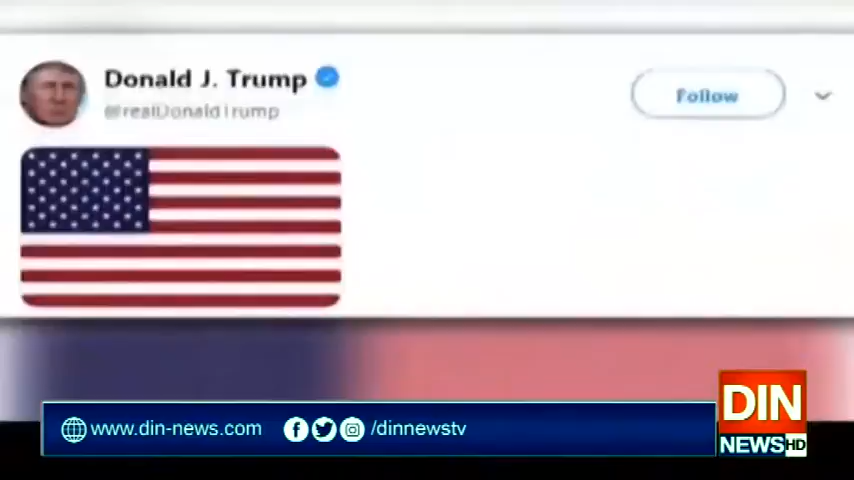 Donald J. Trump
@realDonaldTrump
Follow
www.din-news.com
/dinnewstv
DIN
NEWS HD